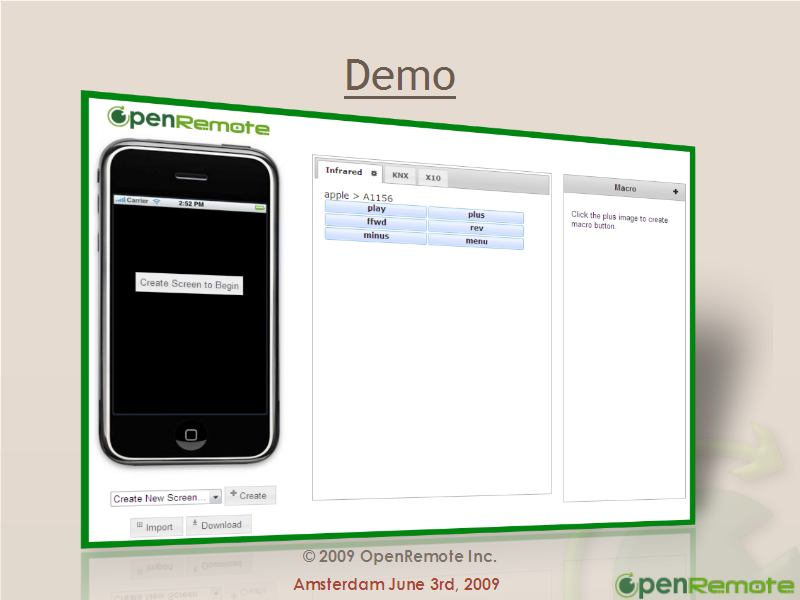 Demo
OpenRemote
Carrier 2:52 PM
Create Screen to Begin
Create New Screen...
Create
Import
Download
Infrared KNX X10
apple > A1156
play plus
ffwd rev
minus menu
Macro
Click the plus image to create
macro button.
© 2009 OpenRemote Inc.
Amsterdam June 3rd, 2009
OpenRemote